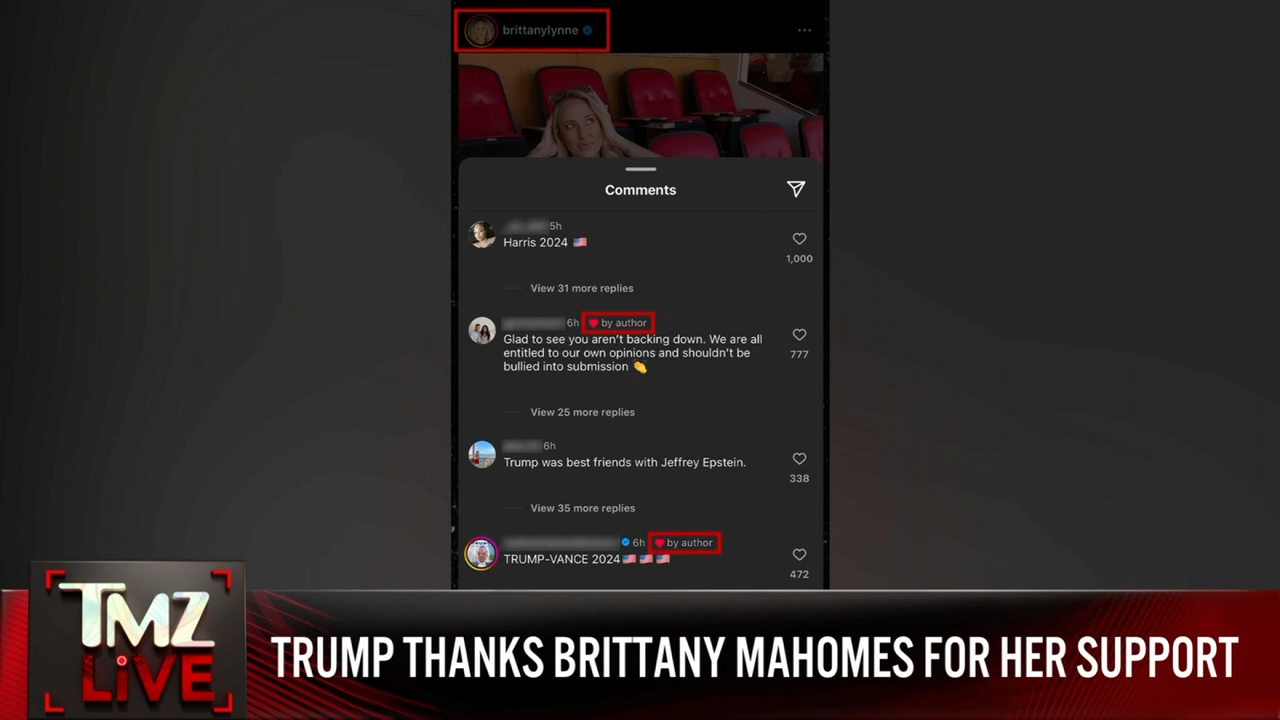 brittanylynne
Comments
5h
Harris 2024
1,000
View 31 more replies
6h by author
Glad to see you aren't backing down. We are all
entitled to our own opinions and shouldn't be
bullied into submission
777
View 25 more replies
6h
Trump was best friends with Jeffrey Epstein.
338
View 35 more replies
6h by author
TRUMP-VANCE 2024
472
TMZ
LiVE
TRUMP THANKS BRITTANY MAHOMES FOR HER SUPPORT